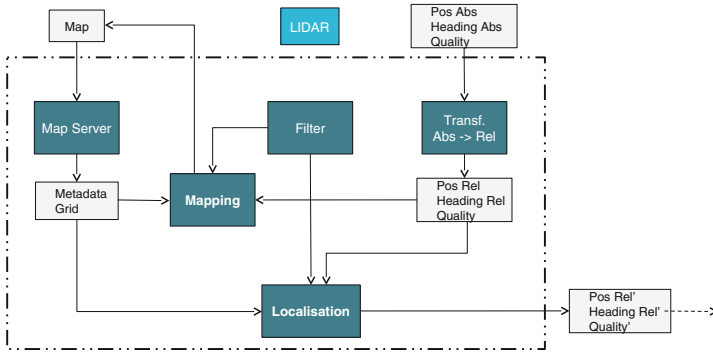 Map
LIDAR
Pos Abs
Heading Abs
Quality
Map Server
Filter
Transf.
Abs -> Rel
Metadata
Grid
Mapping
Pos Rel
Heading Rel
Quality
Localisation
Pos Rel'
Heading Rel'
Quality'